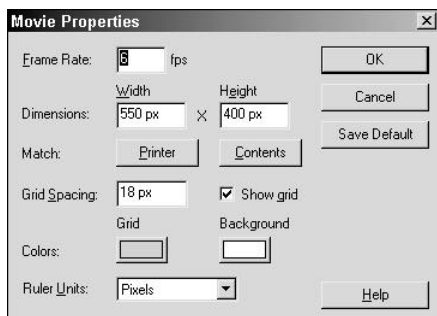 Movie Properties
Frame Rate: 6 fps OK
Width Height
Dimensions: 550 px X 400 px Cancel
Save Default
Match: Printer Contents
Grid Spacing: 18 px Show grid
Grid Background
Colors:
Ruler Units: Pixels Help